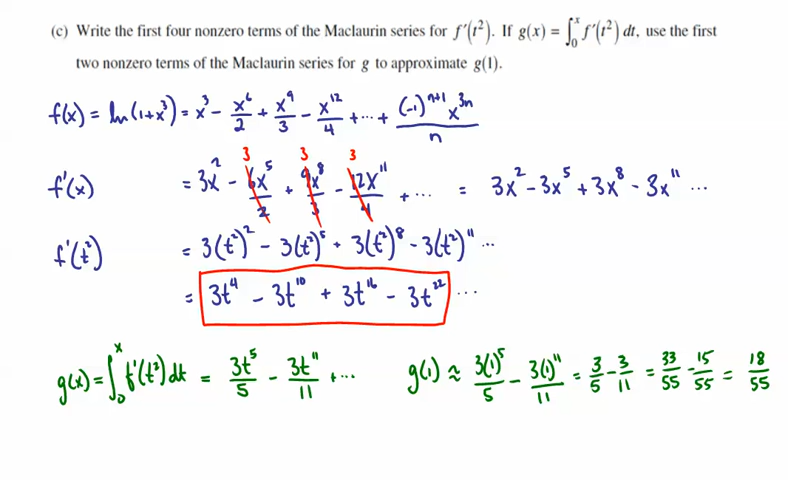 (c) Write the first four nonzero terms of the Maclaurin series for f′(t²). If g(x) = ∫₀ˣ f′(t²) dt, use the first
two nonzero terms of the Maclaurin series for g to approximate g(1).
f(x) = ln(1+x³) = x³ - x⁶/2 + x⁹/3 - x¹²/4 + ... + (-1)ⁿ⁺¹ x³ⁿ/n
f'(x) = 3x² - 3 6x⁵/2 + 3 9x⁸/3 - 3 12x¹¹/4 + ... = 3x² - 3x⁵ + 3x⁸ - 3x¹¹ ...
f'(t²) = 3(t²)² - 3(t²)⁵ + 3(t²)⁸ - 3(t²)¹¹ ...
= 3t⁴ - 3t¹⁰ + 3t¹⁶ - 3t²² ...
g(x) = ∫₀ˣ f'(t²) dt = 3t⁵/5 - 3t¹¹/11 + ... g(1) ≈ 3(1)⁵/5 - 3(1)¹¹/11 = 3/5 - 3/11 = 33/55 - 15/55 = 18/55